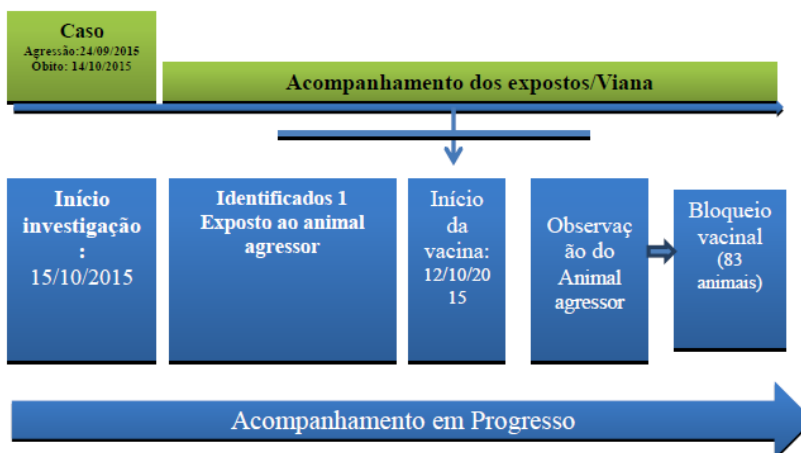 Caso
Agressão:24/09/2015
Óbito: 14/10/2015
Acompanhamento dos expostos/Viana
Início
investigação
:
15/10/2015
Identificados 1
Exposto ao animal
agressor
Início
da
vacina:
12/10/20
15
Observaç
ão do
Animal
agressor
Bloqueio
vacinal
(83
animais)
Acompanhamento em Progresso